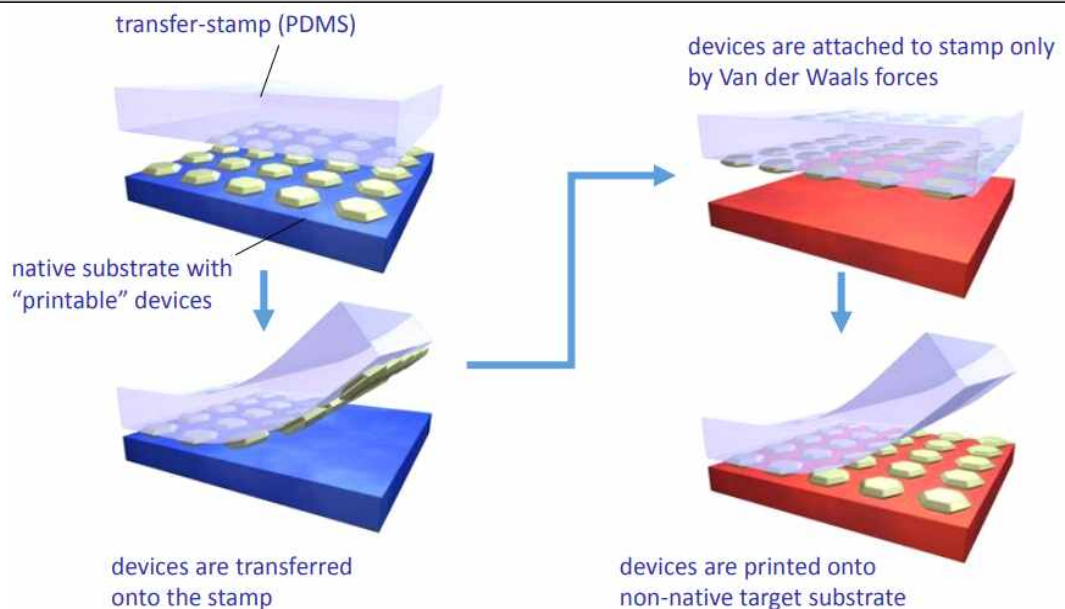 transfer-stamp (PDMS)
native substrate with
“printable” devices
devices are transferred
onto the stamp
devices are attached to stamp only
by Van der Waals forces
devices are printed onto
non-native target substrate